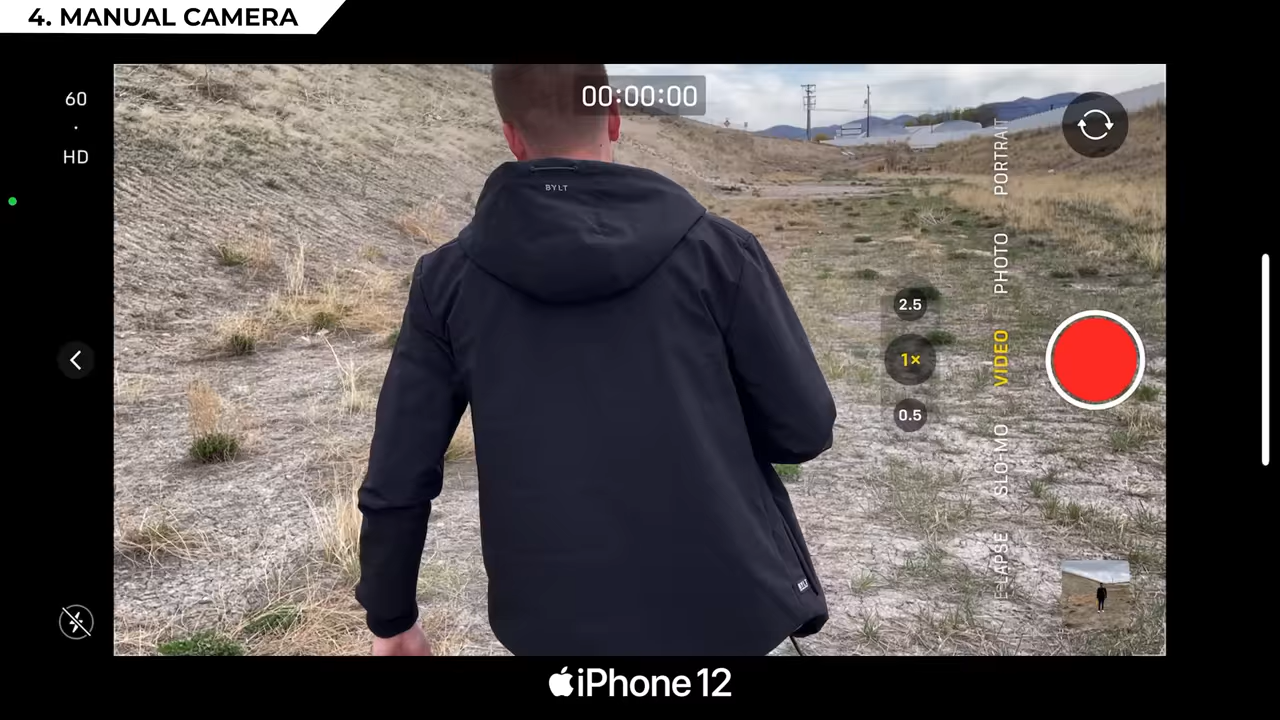 4. MANUAL CAMERA
60
HD
00:00:00
BYLT
PORTRAIT
PHOTO
VIDEO
SLO-MO
2.5
1×
0.5
iPhone 12